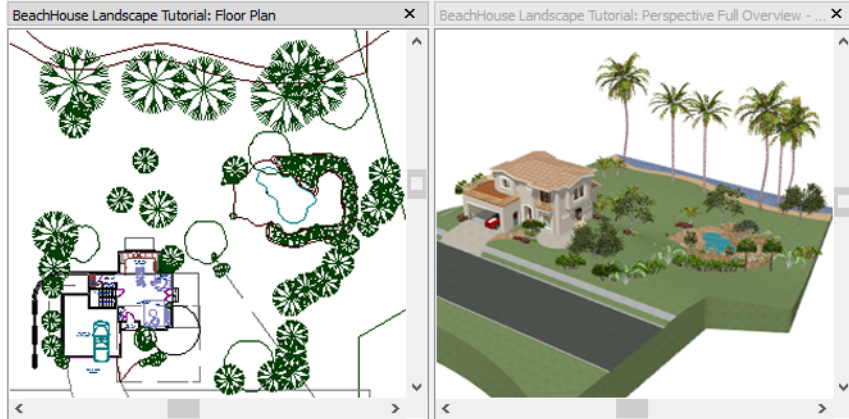 BeachHouse Landscape Tutorial: Floor Plan
BeachHouse Landscape Tutorial: Perspective Full Overview - ...